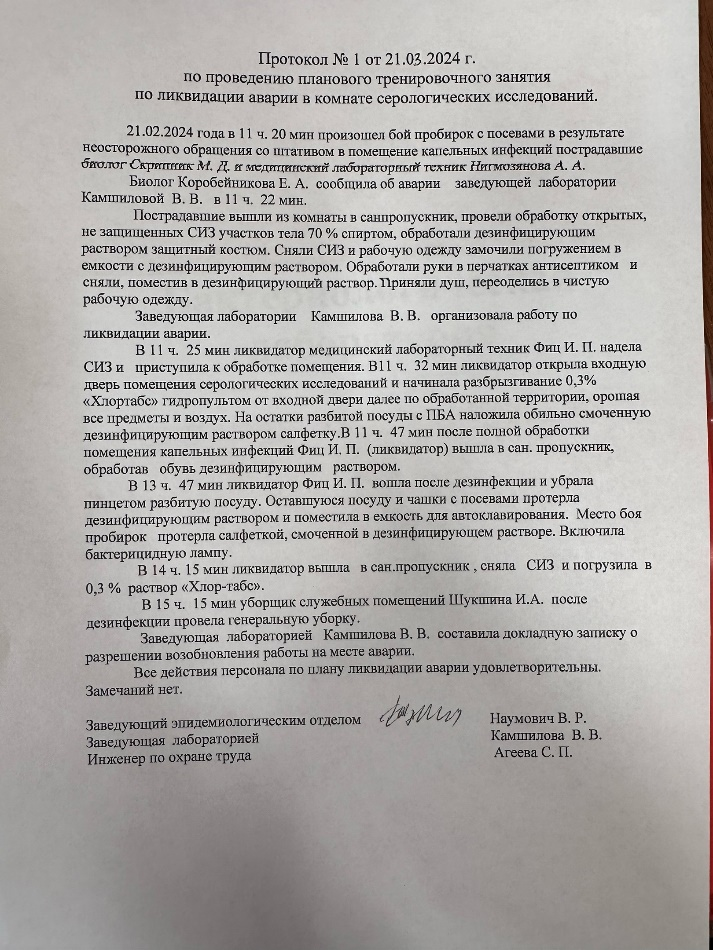 Протокол № 1 от 21.03.2024 г.
по проведению планового тренировочного занятия
по ликвидации аварии в комнате серологических исследований.
21.02.2024 года в 11 ч. 20 мин произошел бой пробирок с посевами в результате
неосторожного обращения со штативом в помещение капельных инфекций пострадавшие
биолог Скрипник М. Д. и медицинский лабораторный техник Нигмозянова А. А.
Биолог Коробейникова Е. А. сообщила об аварии заведующей лаборатории
Камшиловой В. В. в 11 ч. 22 мин.
Пострадавшие вышли из комнаты в санпропускник, провели обработку открытых,
не защищенных СИЗ участков тела 70 % спиртом, обработали дезинфицирующим
раствором защитный костюм. Сняли СИЗ и рабочую одежду замочили погружением в
емкости с дезинфицирующим раствором. Обработали руки в перчатках антисептиком и
сняли, поместив в дезинфицирующий раствор. Приняли душ, переоделись в чистую
рабочую одежду.
Заведующая лаборатории Камшилова В. В. организовала работу по
ликвидации аварии.
В 11 ч. 25 мин ликвидатор медицинский лабораторный техник Фиц И. П. надела
СИЗ и приступила к обработке помещения. В11 ч. 32 мин ликвидатор открыла входную
дверь помещения серологических исследований и начинала разбрызгивание 0,3%
«Хлортабс» гидропультом от входной двери далее по обработанной территории, орошая
все предметы и воздух. На остатки разбитой посуды с ПБА наложила обильно смоченную
дезинфицирующим раствором салфетку.В 11 ч. 47 мин после полной обработки
помещения капельных инфекций Фиц И. П. (ликвидатор) вышла в сан. пропускник,
обработав обувь дезинфицирующим раствором.
В 13 ч. 47 мин ликвидатор Фиц И. П. вошла после дезинфекции и убрала
пинцетом разбитую посуду. Оставшуюся посуду и чашки с посевами протерла
дезинфицирующим раствором и поместила в емкость для автоклавирования. Место боя
пробирок протерла салфеткой, смоченной в дезинфицирующем растворе. Включила
бактерицидную лампу.
В 14 ч. 15 мин ликвидатор вышла в сан.пропускник , сняла СИЗ и погрузила в
0,3 % раствор «Хлор-табс».
В 15 ч. 15 мин уборщик служебных помещений Шукшина И.А. после
дезинфекции провела генеральную уборку.
Заведующая лабораторией Камшилова В. В. составила докладную записку о
разрешении возобновления работы на месте аварии.
Все действия персонала по плану ликвидации аварии удовлетворительны.
Замечаний нет.
Заведующий эпидемиологическим отделом Наумович В. Р.
Заведующая лабораторией Камшилова В. В.
Инженер по охране труда Агеева С. П.